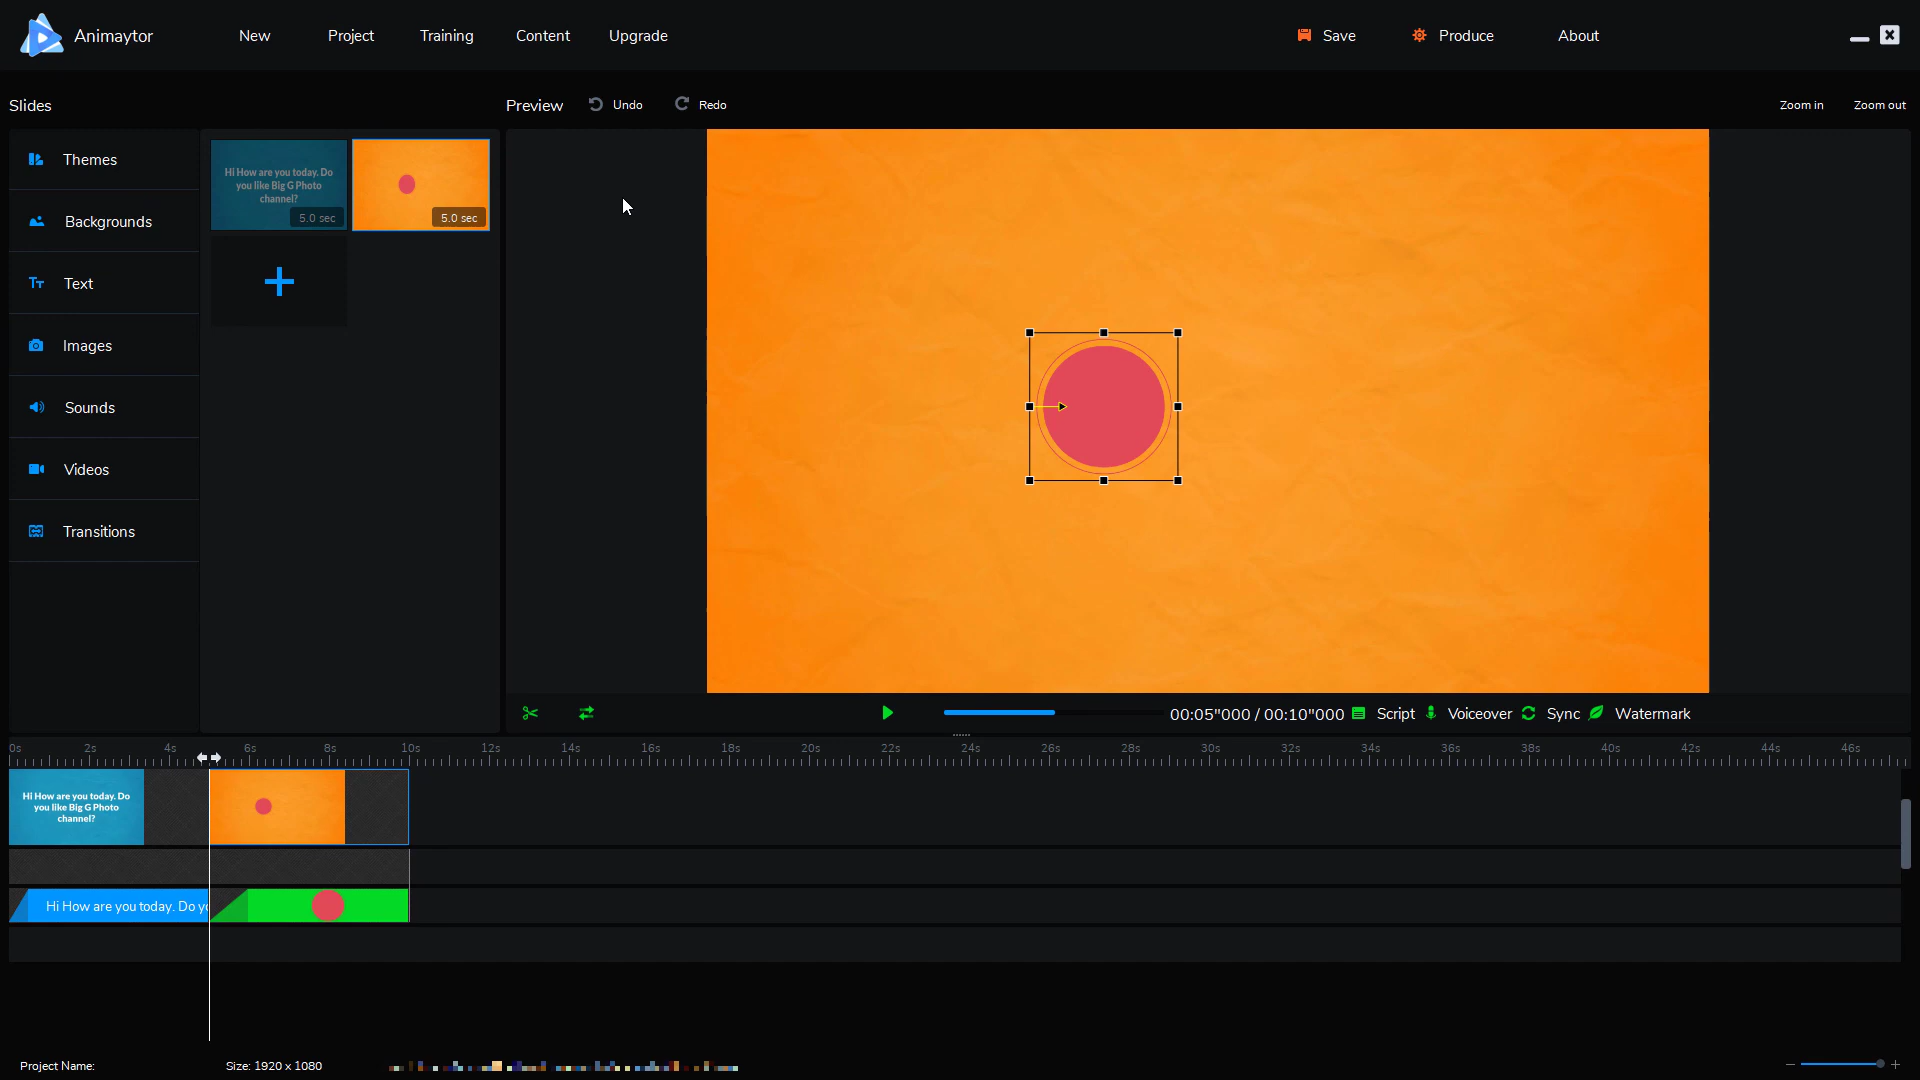 Animaytor
New
Project
Training
Content
Upgrade
Save
Produce
About
Slides
Preview
Undo
Redo
Zoom in
Zoom out
Themes
Backgrounds
Text
Images
Sounds
Videos
Transitions
Hi How are you today. Do
you like Big G Photo
channel?
5.0 sec
5.0 sec
00:05"000 / 00:10"000
Script
Voiceover
Sync
Watermark
0s 2s 4s 6s 8s 10s 12s 14s 16s 18s 20s 22s 24s 26s 28s 30s 32s 34s 36s 38s 40s 42s 44s 46s
Hi How are you today. Do
you like Big G Photo
channel?
Hi How are you today. Do yo
Project Name:
Size: 1920 x 1080